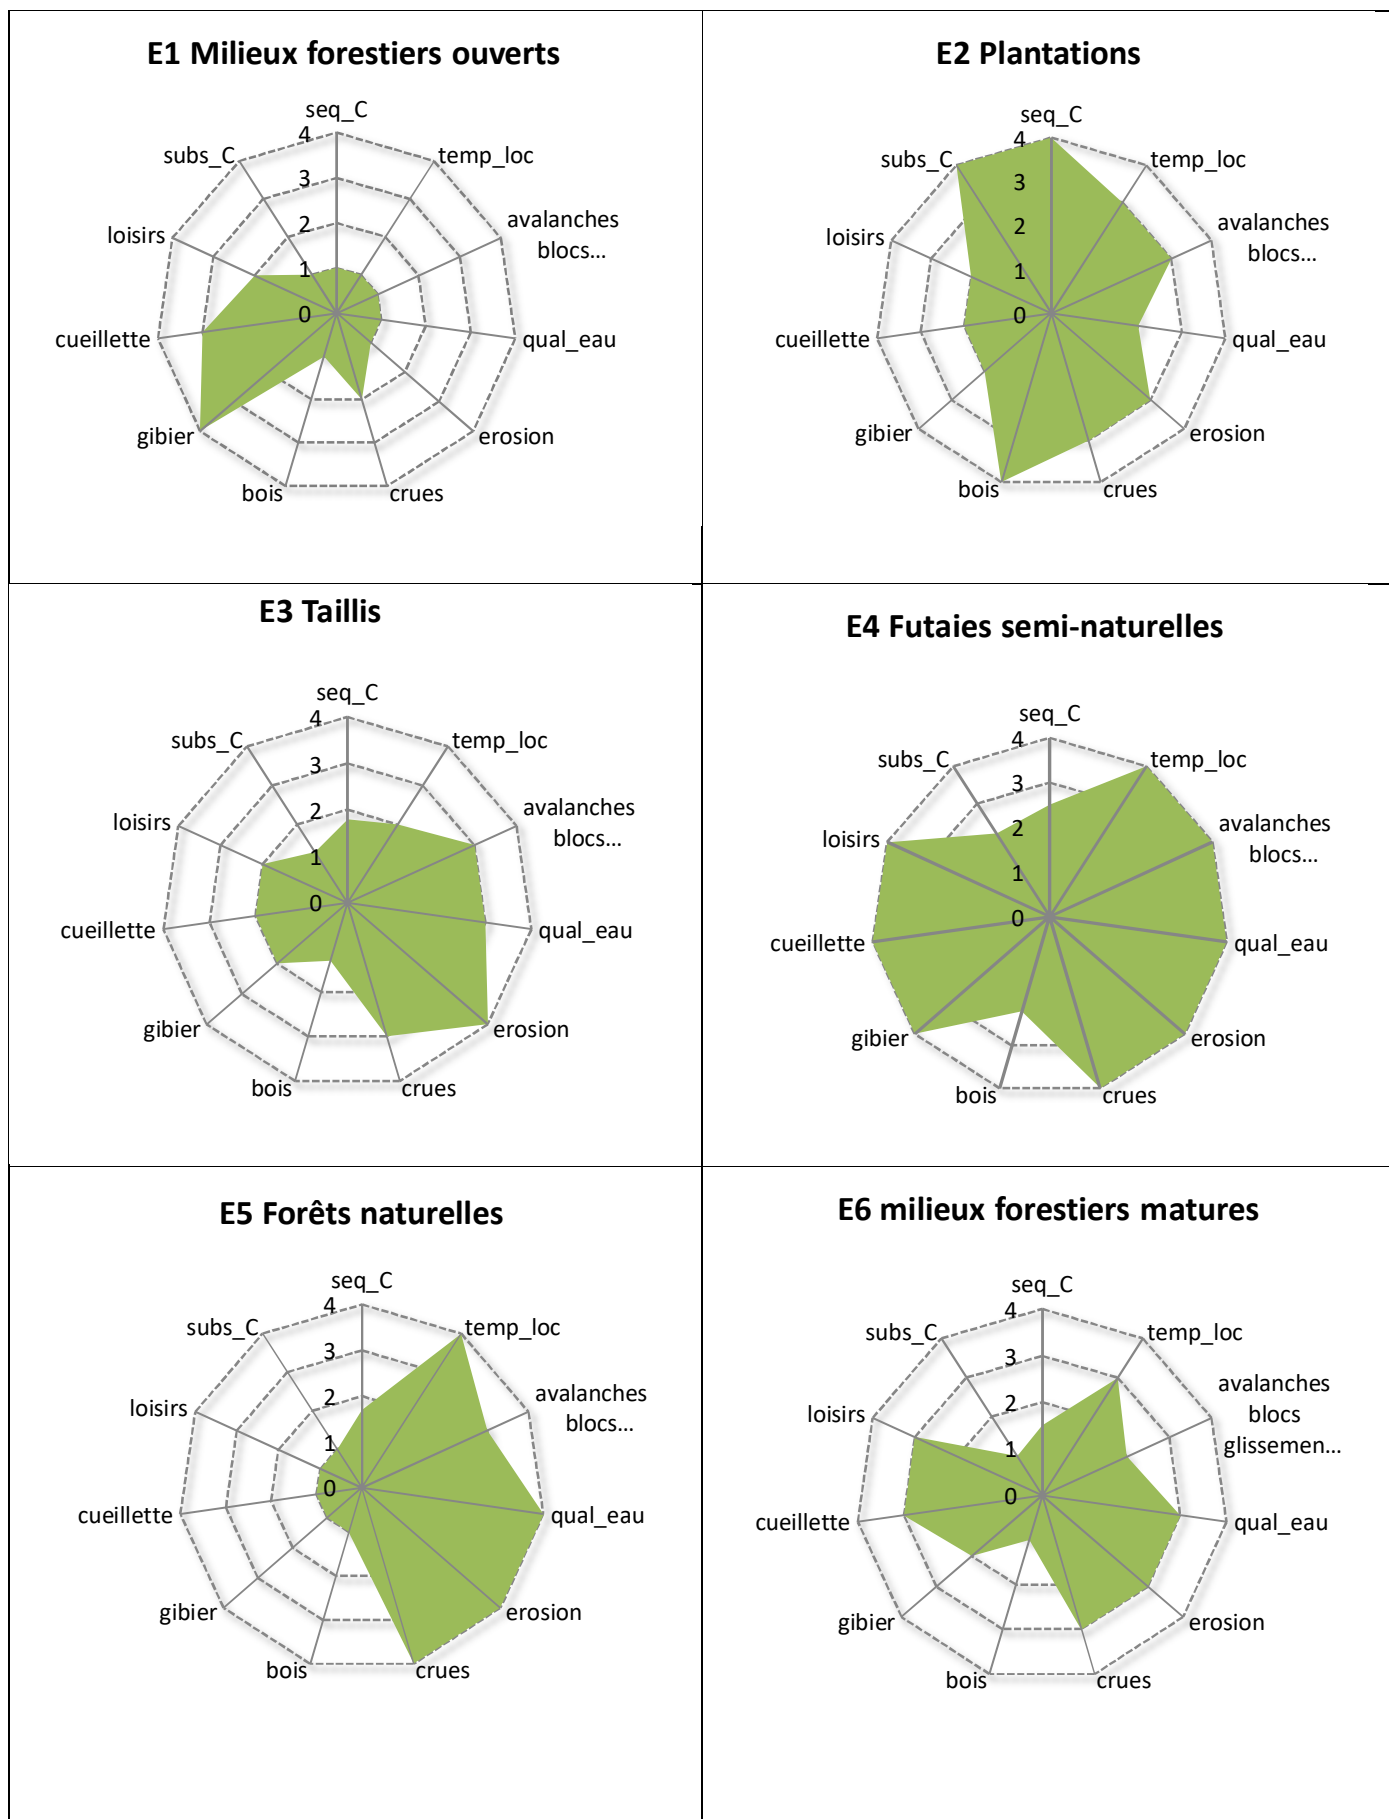 E1 Milieux forestiers ouverts
seq_C
temp_loc
avalanches
blocs...
qual_eau
erosion
crues
bois
gibier
cueillette
loisirs
subs_C
4
3
2
1
0
E2 Plantations
seq_C
temp_loc
avalanches
blocs...
qual_eau
erosion
crues
bois
gibier
cueillette
loisirs
subs_C
4
3
2
1
0
E3 Taillis
seq_C
temp_loc
avalanches
blocs...
qual_eau
erosion
crues
bois
gibier
cueillette
loisirs
subs_C
4
3
2
1
0
E4 Futaies semi-naturelles
seq_C
temp_loc
avalanches
blocs...
qual_eau
erosion
crues
bois
gibier
cueillette
loisirs
subs_C
4
3
2
1
0
E5 Forêts naturelles
seq_C
temp_loc
avalanches
blocs...
qual_eau
erosion
crues
bois
gibier
cueillette
loisirs
subs_C
4
3
2
1
0
E6 milieux forestiers matures
seq_C
temp_loc
avalanches
blocs
glissemen...
qual_eau
erosion
crues
bois
gibier
cueillette
loisirs
subs_C
4
3
2
1
0